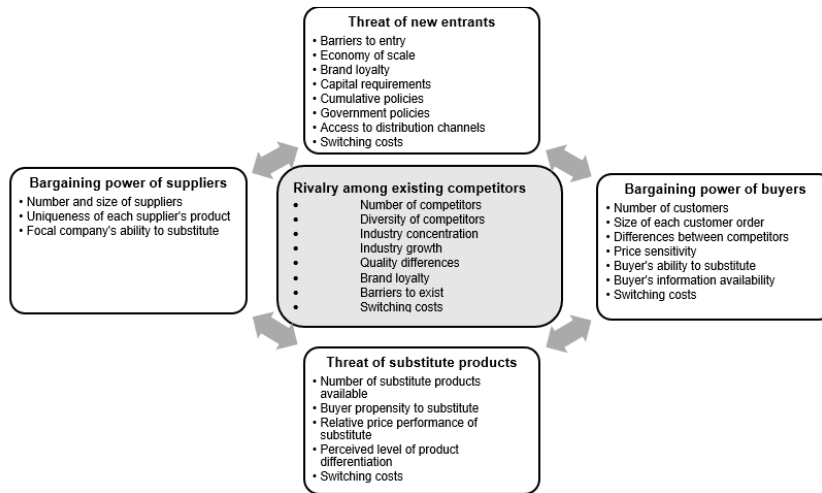 Threat of new entrants
• Barriers to entry
• Economy of scale
• Brand loyalty
• Capital requirements
• Cumulative policies
• Government policies
• Access to distribution channels
• Switching costs
Bargaining power of suppliers
• Number and size of suppliers
• Uniqueness of each supplier's product
• Focal company's ability to substitute
Rivalry among existing competitors
• Number of competitors
• Diversity of competitors
• Industry concentration
• Industry growth
• Quality differences
• Brand loyalty
• Barriers to exist
• Switching costs
Bargaining power of buyers
• Number of customers
• Size of each customer order
• Differences between competitors
• Price sensitivity
• Buyer's ability to substitute
• Buyer's information availability
• Switching costs
Threat of substitute products
• Number of substitute products
available
• Buyer propensity to substitute
• Relative price performance of
substitute
• Perceived level of product
differentiation
• Switching costs